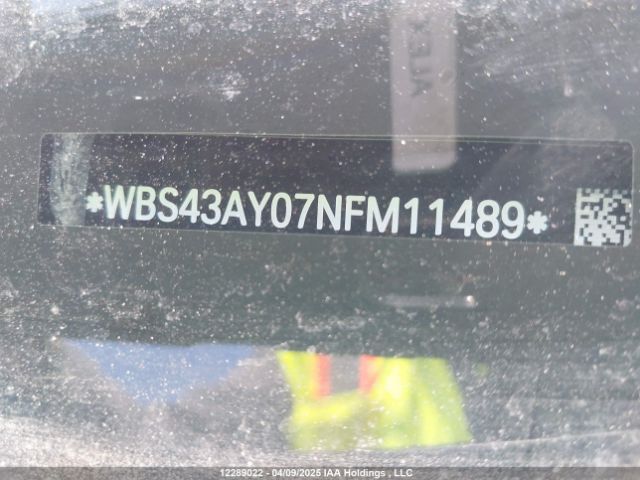 *WBS43AY07NFM11489*
12289022 - 04/09/2025 IAA Holdings , LLC